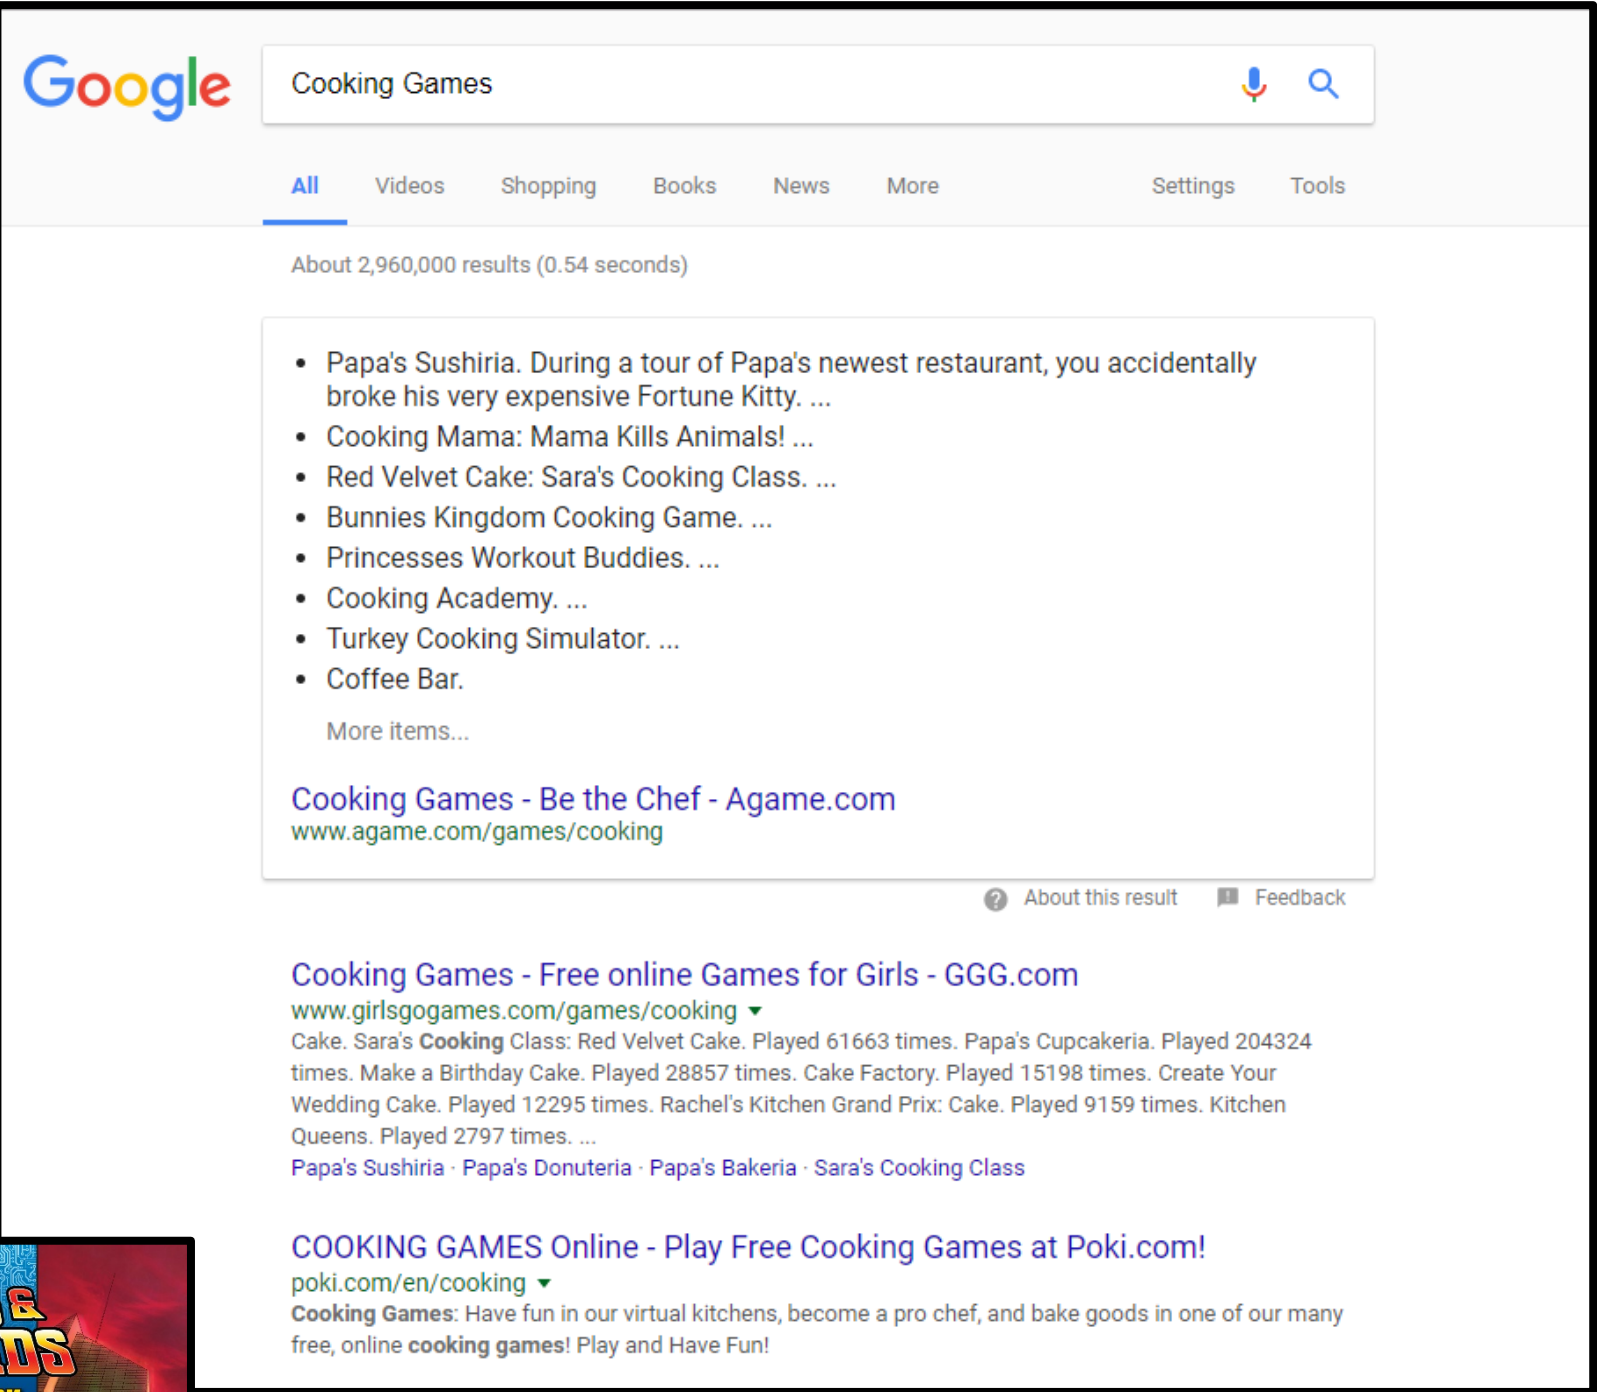 Google
Cooking Games
All Videos Shopping Books News More Settings Tools
About 2,960,000 results (0.54 seconds)
• Papa's Sushiria. During a tour of Papa's newest restaurant, you accidentally
broke his very expensive Fortune Kitty. ...
• Cooking Mama: Mama Kills Animals! ...
• Red Velvet Cake: Sara's Cooking Class. ...
• Bunnies Kingdom Cooking Game. ...
• Princesses Workout Buddies. ...
• Cooking Academy. ...
• Turkey Cooking Simulator. ...
• Coffee Bar.
More items...
Cooking Games - Be the Chef - Agame.com
www.agame.com/games/cooking
About this result Feedback
Cooking Games - Free online Games for Girls - GGG.com
www.girlsgogames.com/games/cooking
Cake. Sara's Cooking Class: Red Velvet Cake. Played 61663 times. Papa's Cupcakeria. Played 204324
times. Make a Birthday Cake. Played 28857 times. Cake Factory. Played 15198 times. Create Your
Wedding Cake. Played 12295 times. Rachel's Kitchen Grand Prix: Cake. Played 9159 times. Kitchen
Queens. Played 2797 times. ...
Papa's Sushiria · Papa's Donuteria · Papa's Bakeria · Sara's Cooking Class
COOKING GAMES Online - Play Free Cooking Games at Poki.com!
poki.com/en/cooking
Cooking Games: Have fun in our virtual kitchens, become a pro chef, and bake goods in one of our many
free, online cooking games! Play and Have Fun!
&